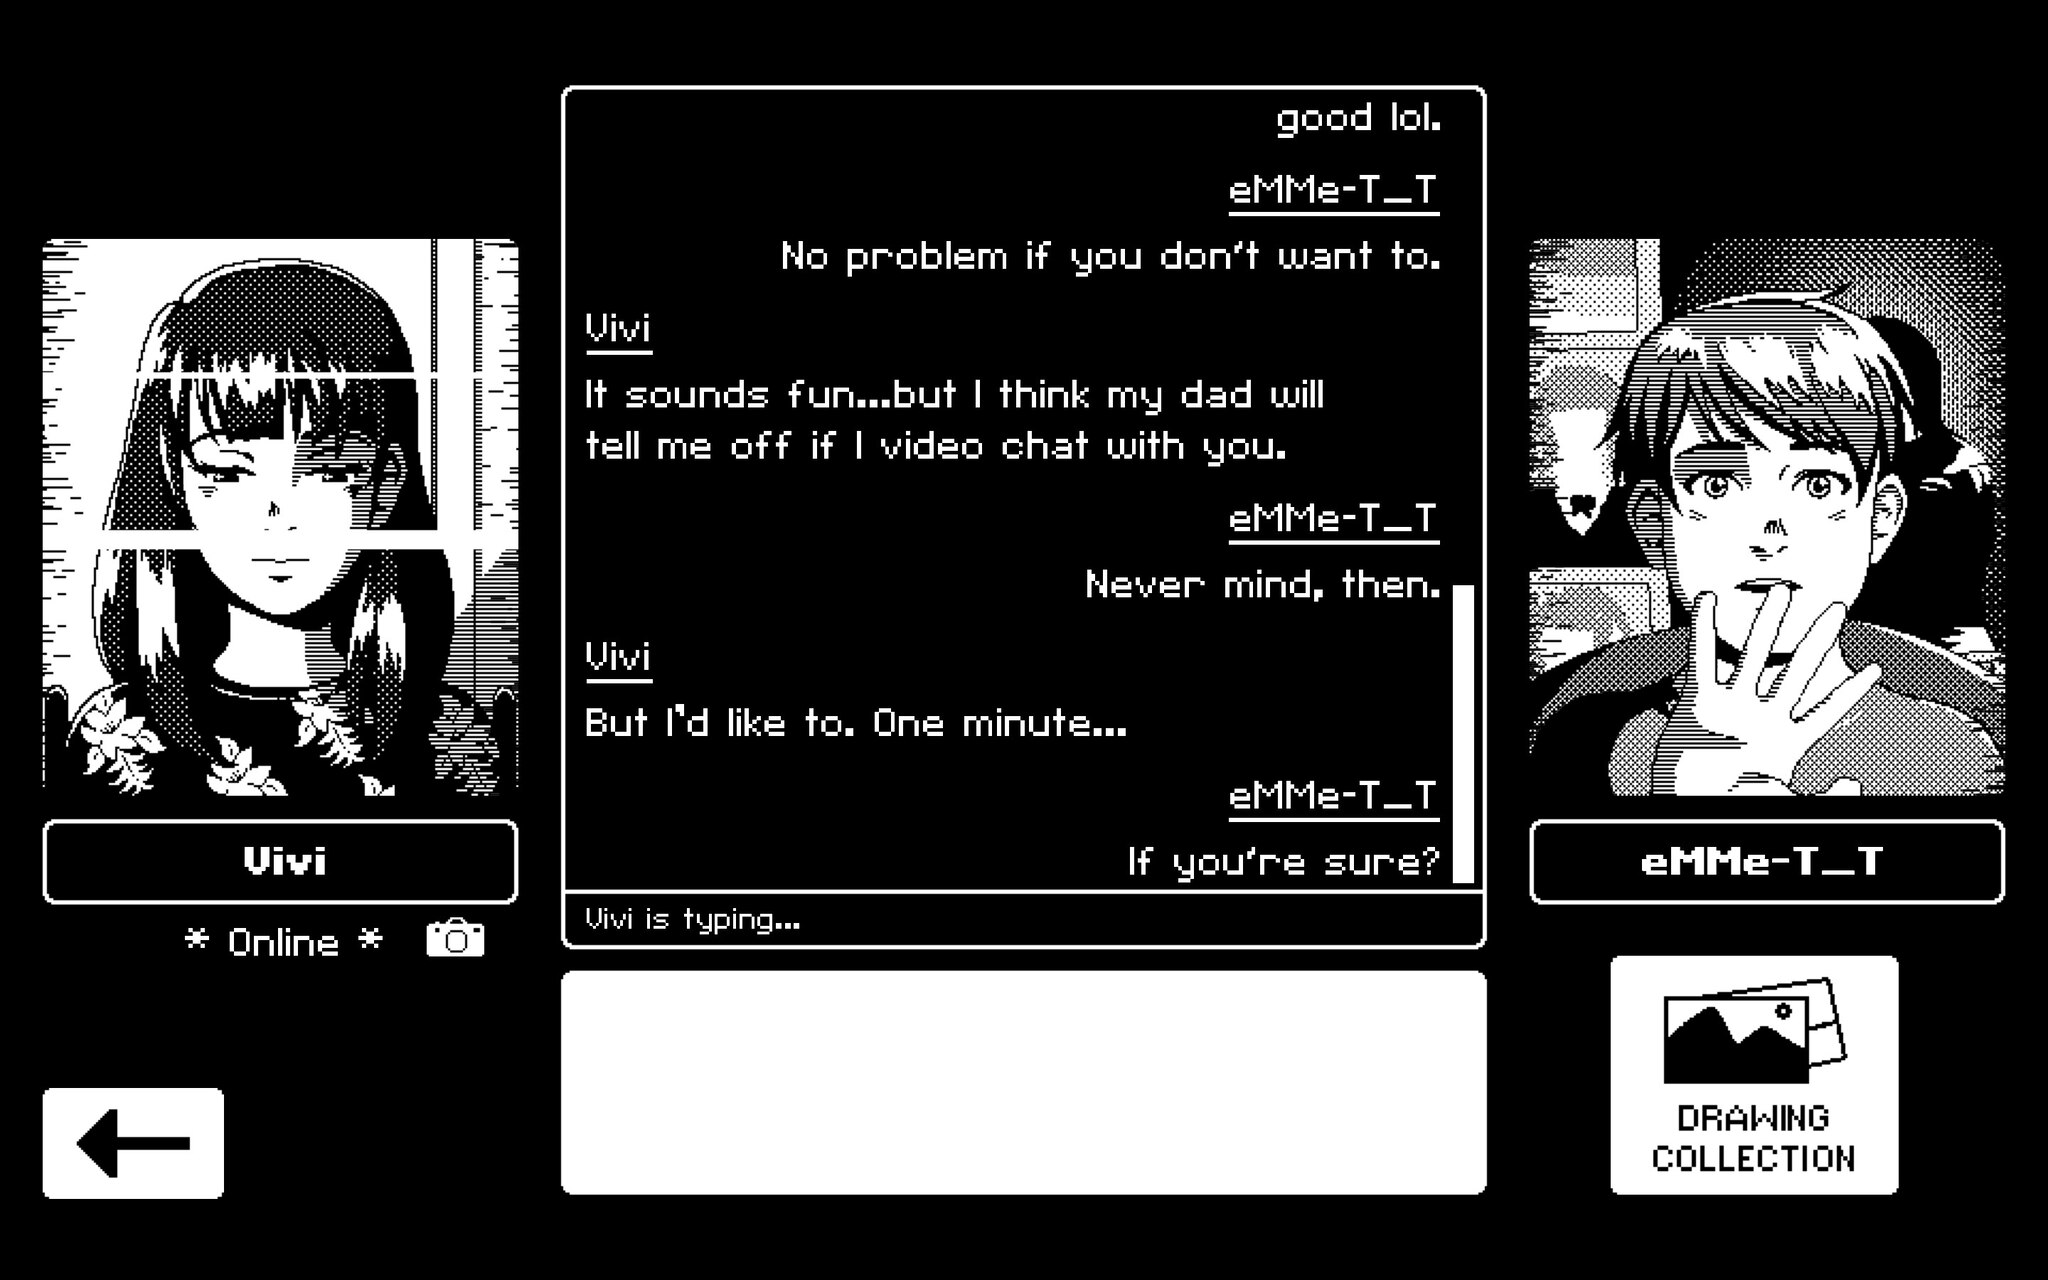 good lol.
eMMe-T_T
No problem if you don't want to.
Vivi
It sounds fun...but I think my dad will
tell me off if I video chat with you.
eMMe-T_T
Never mind, then.
Vivi
But I'd like to. One minute...
eMMe-T_T
If you're sure?
Vivi is typing...
Vivi
* Online *
eMMe-T_T
DRAWING
COLLECTION